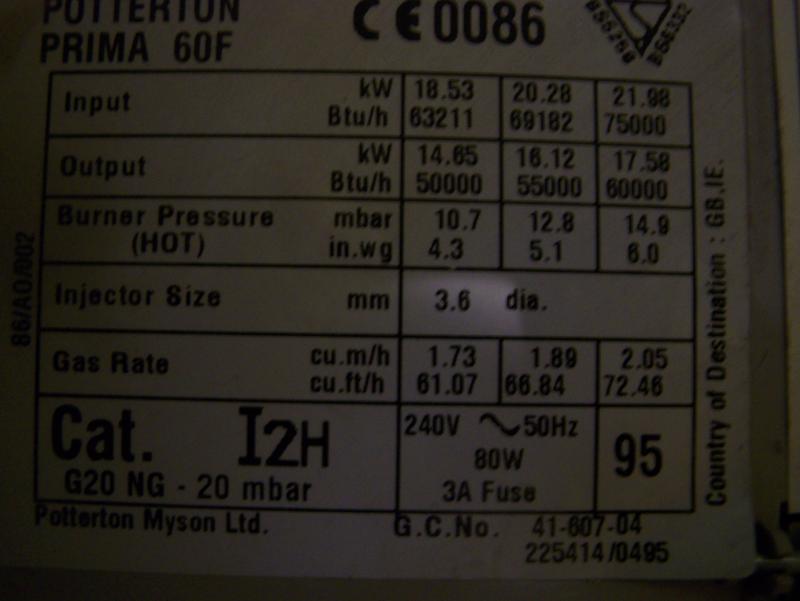 POTTERTON
PRIMA 60F
CE 0086
BS5258
BS6332
Input kW 18.53 20.28 21.98
Btu/h 63211 69182 75000
Output kW 14.65 16.12 17.58
Btu/h 50000 55000 60000
Burner Pressure mbar 10.7 12.8 14.9
(HOT) in.wg 4.3 5.1 6.0
Injector Size mm 3.6 dia.
Gas Rate cu.m/h 1.73 1.89 2.05
cu.ft/h 61.07 66.84 72.46
Cat. I2H
G20 NG - 20 mbar
240V ~ 50Hz
80W
3A Fuse
95
Potterton Myson Ltd. G.C.No. 41-607-04
225414/0495
86/AO/002
Country of Destination : GB,IE.